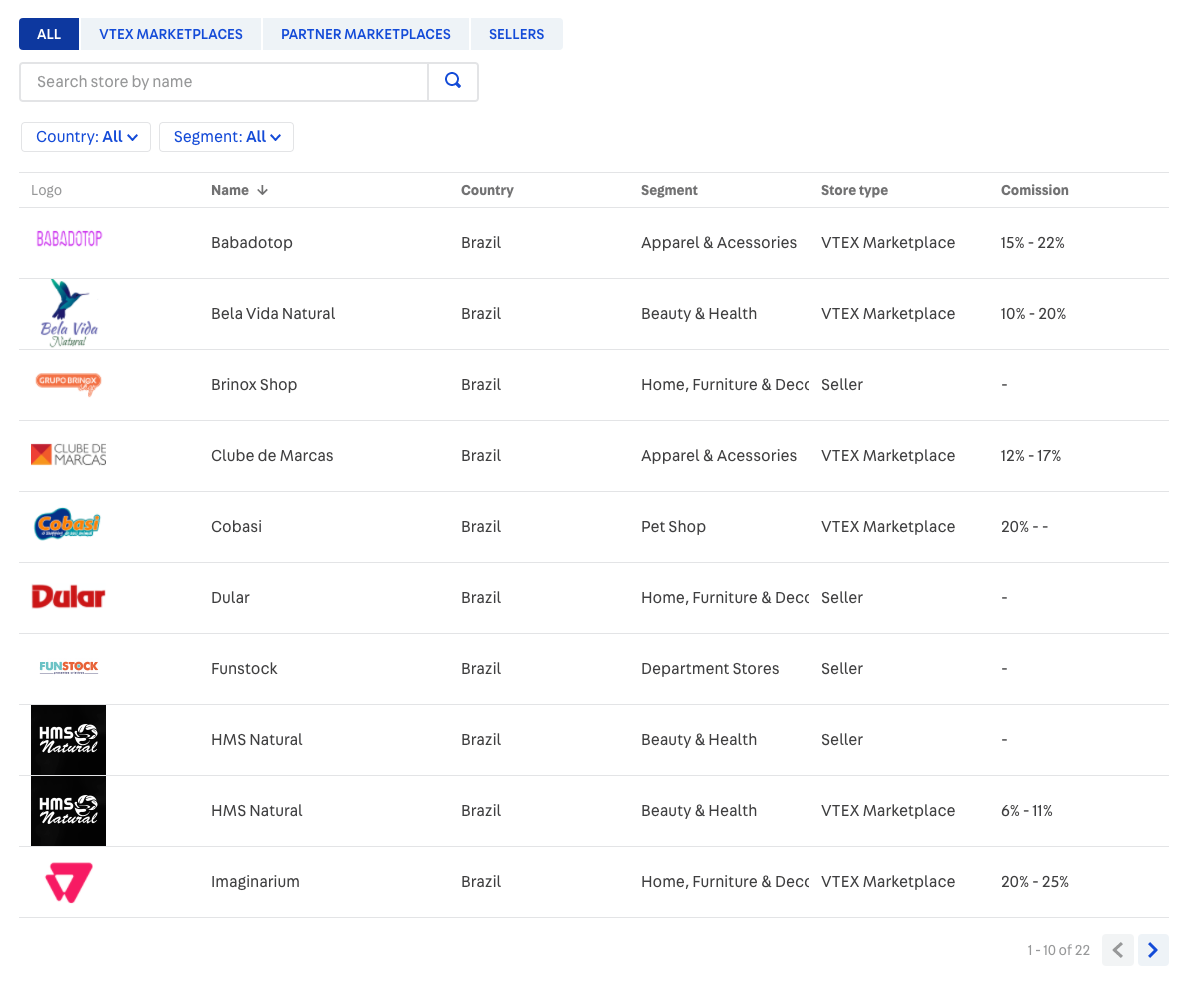 ALL VTEX MARKETPLACES PARTNER MARKETPLACES SELLERS
Search store by name
Country: All Segment: All
Logo Name Country Segment Store type Comission
BABADOTOP Babadotop Brazil Apparel & Acessories VTEX Marketplace 15% - 22%
Bela Vida
Natural
Bela Vida Natural Brazil Beauty & Health VTEX Marketplace 10% - 20%
GRUPO BRINOX
Brinox Shop Brazil Home, Furniture & Deco Seller -
CLUBE DE
MARCAS
Clube de Marcas Brazil Apparel & Acessories VTEX Marketplace 12% - 17%
Cobasi
Cobasi Brazil Pet Shop VTEX Marketplace 20% - -
Dular Dular Brazil Home, Furniture & Deco Seller -
FUNSTOCK
Funstock Brazil Department Stores Seller -
HMS
Natural
HMS Natural Brazil Beauty & Health Seller -
HMS
Natural
HMS Natural Brazil Beauty & Health VTEX Marketplace 6% - 11%
Imaginarium Brazil Home, Furniture & Deco VTEX Marketplace 20% - 25%
1 - 10 of 22